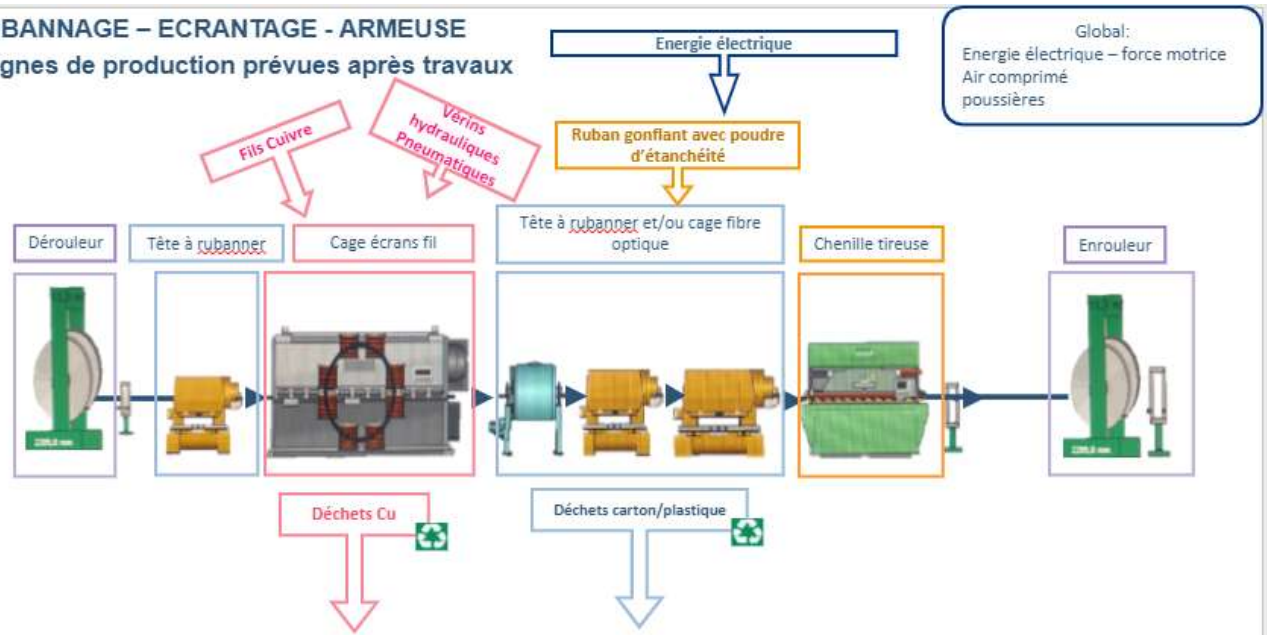 BANNAGE – ECRANTAGE - ARMEUSE
gnes de production prévues après travaux
Energie électrique
Global:
Energie électrique – force motrice
Air comprimé
poussières
Fils Cuivre
Vérins
hydrauliques
Pneumatiques
Ruban gonflant avec poudre
d'étanchéité
Dérouleur
Tête à rubanner
Cage écrans fil
Tête à rubanner et/ou cage fibre
optique
Chenille tireuse
Enrouleur
Déchets Cu
Déchets carton/plastique